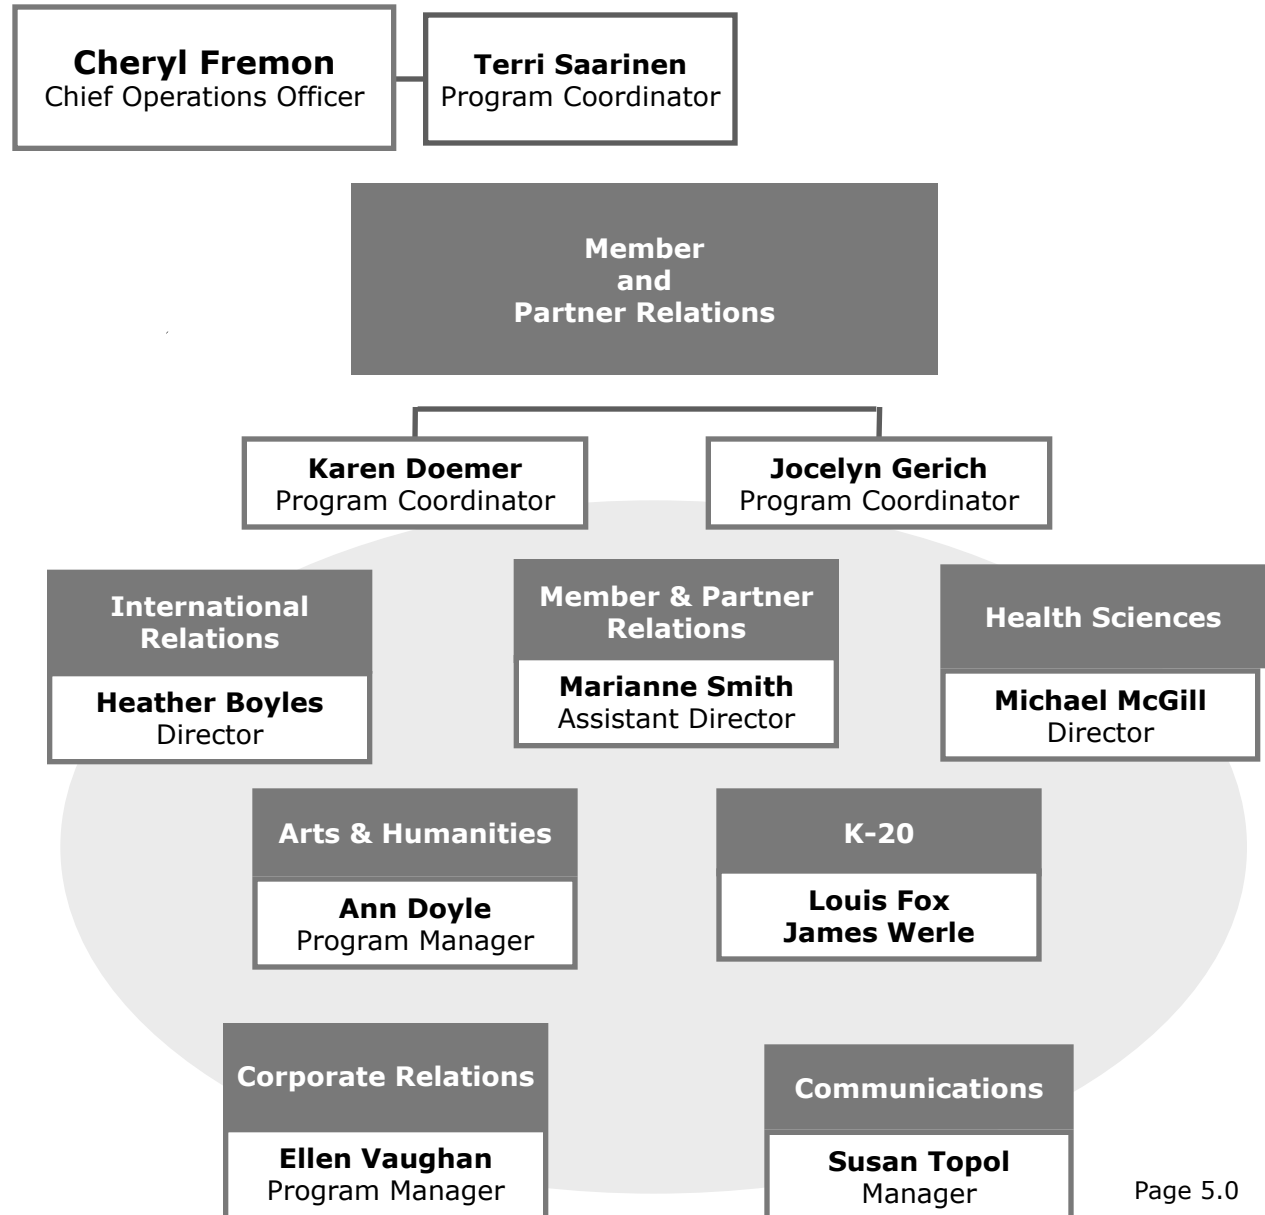 Cheryl Fremon
Chief Operations Officer
Terri Saarinen
Program Coordinator
Member
and
Partner Relations
Karen Doemer
Program Coordinator
Jocelyn Gerich
Program Coordinator
International
Relations
Heather Boyles
Director
Member & Partner
Relations
Marianne Smith
Assistant Director
Health Sciences
Michael McGill
Director
Arts & Humanities
Ann Doyle
Program Manager
K-20
Louis Fox
James Werle
Corporate Relations
Ellen Vaughan
Program Manager
Communications
Susan Topol
Manager
Page 5.0